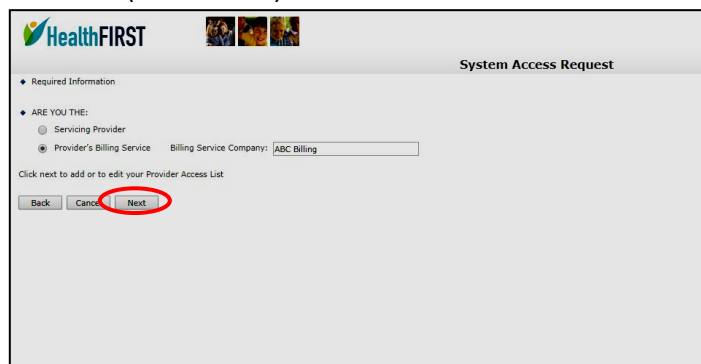 HealthFIRST
System Access Request
Required Information
ARE YOU THE:
Servicing Provider
Provider's Billing Service Billing Service Company: ABC Billing
Click next to add or to edit your Provider Access List
Back Cancel Next